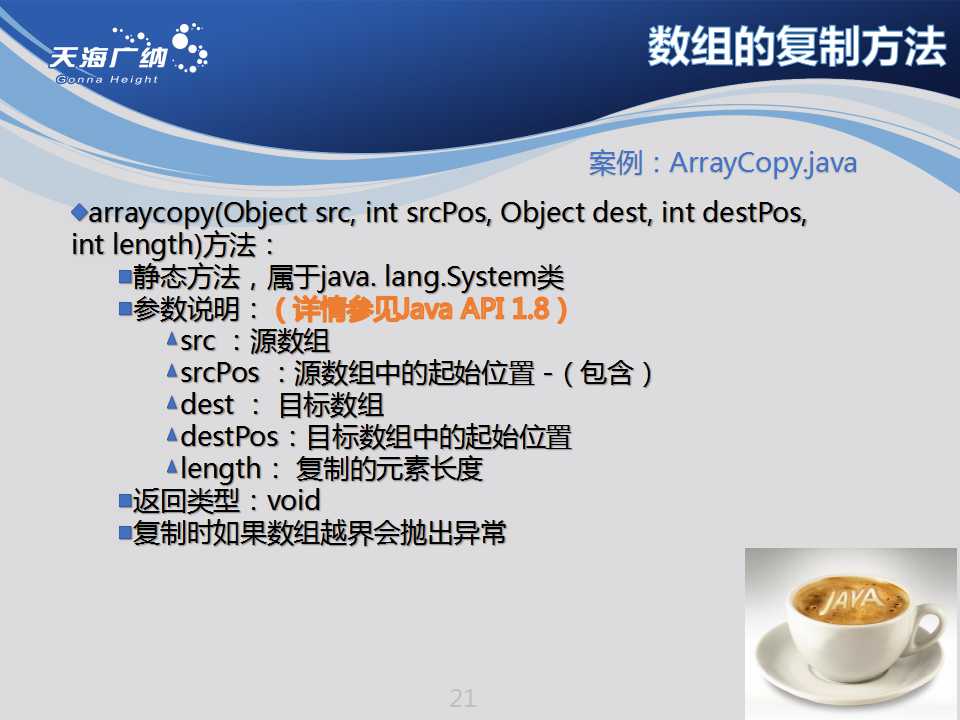 天海广纳
Gonna Height
数组的复制方法
案例：ArrayCopy.java
arraycopy(Object src, int srcPos, Object dest, int destPos,
int length)方法：
静态方法，属于java. lang.System类
参数说明：（详情参见Java API 1.8）
src ：源数组
srcPos ：源数组中的起始位置 -（包含）
dest ： 目标数组
destPos：目标数组中的起始位置
length： 复制的元素长度
返回类型：void
复制时如果数组越界会抛出异常
JAVA
21